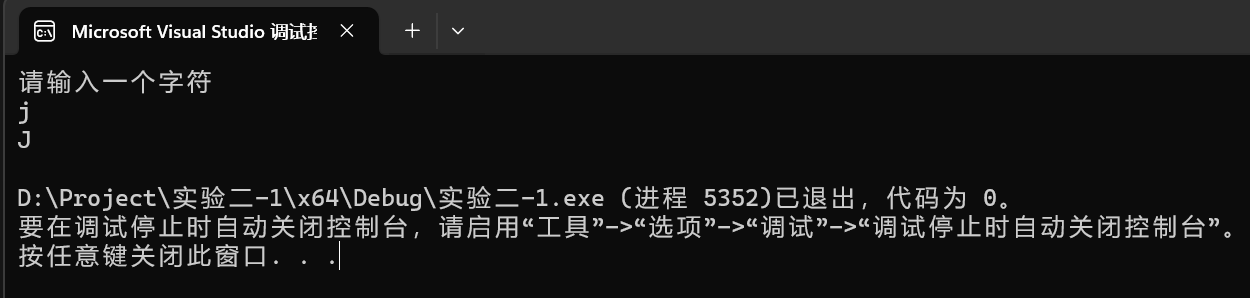 Microsoft Visual Studio 调试
请输入一个字符
j
J
D:\Project\实验二-1\x64\Debug\实验二-1.exe (进程 5352)已退出，代码为 0。
要在调试停止时自动关闭控制台，请启用“工具”->“选项”->“调试”->“调试停止时自动关闭控制台”。
按任意键关闭此窗口. . .